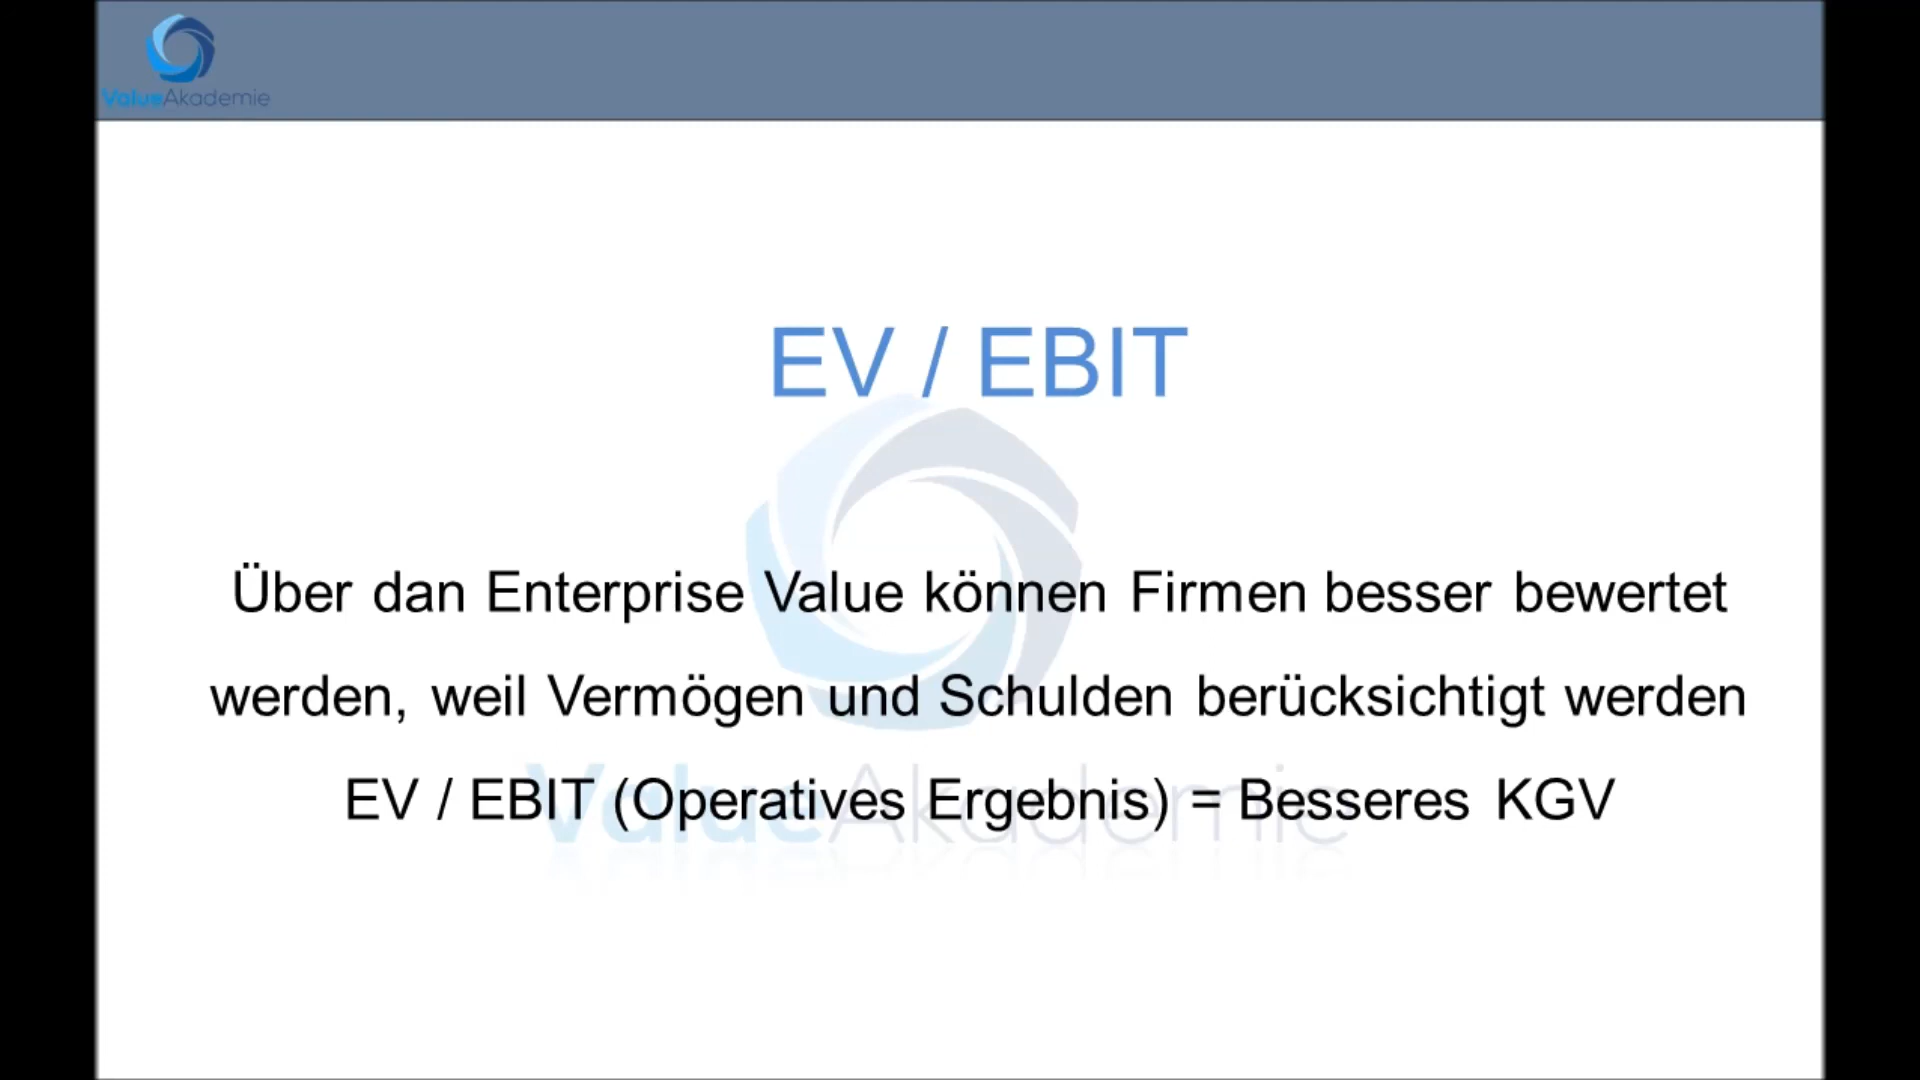 ValueAkademie
EV / EBIT
Über dan Enterprise Value können Firmen besser bewertet
werden, weil Vermögen und Schulden berücksichtigt werden
EV / EBIT (Operatives Ergebnis) = Besseres KGV
ValueAkademie